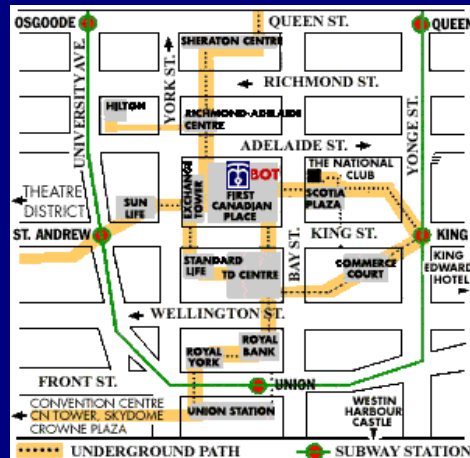 OSGOODE
QUEEN ST.
QUEEN
SHERATON CENTRE
UNIVERSITY AVE.
YORK ST.
RICHMOND ST.
HILTON
RICHMOND-ADELAIDE
CENTRE
YONGE ST.
ADELAIDE ST.
THE NATIONAL
CLUB
THEATRE
DISTRICT
SUN
LIFE
EXCHANGE
TOWER
BOT
FIRST
CANADIAN
PLACE
SCOTIA
PLAZA
ST. ANDREW
KING ST.
KING
BAY ST.
STANDARD
LIFE
TD CENTRE
COMMERCE
COURT
KING
EDWARD
HOTEL
WELLINGTON ST.
ROYAL
YORK
ROYAL
BANK
FRONT ST.
UNION
CONVENTION CENTRE
CN TOWER, SKYDOME
CROWNE PLAZA
UNION STATION
WESTIN
HARBOUR
CASTLE
UNDERGROUND PATH
SUBWAY STATION